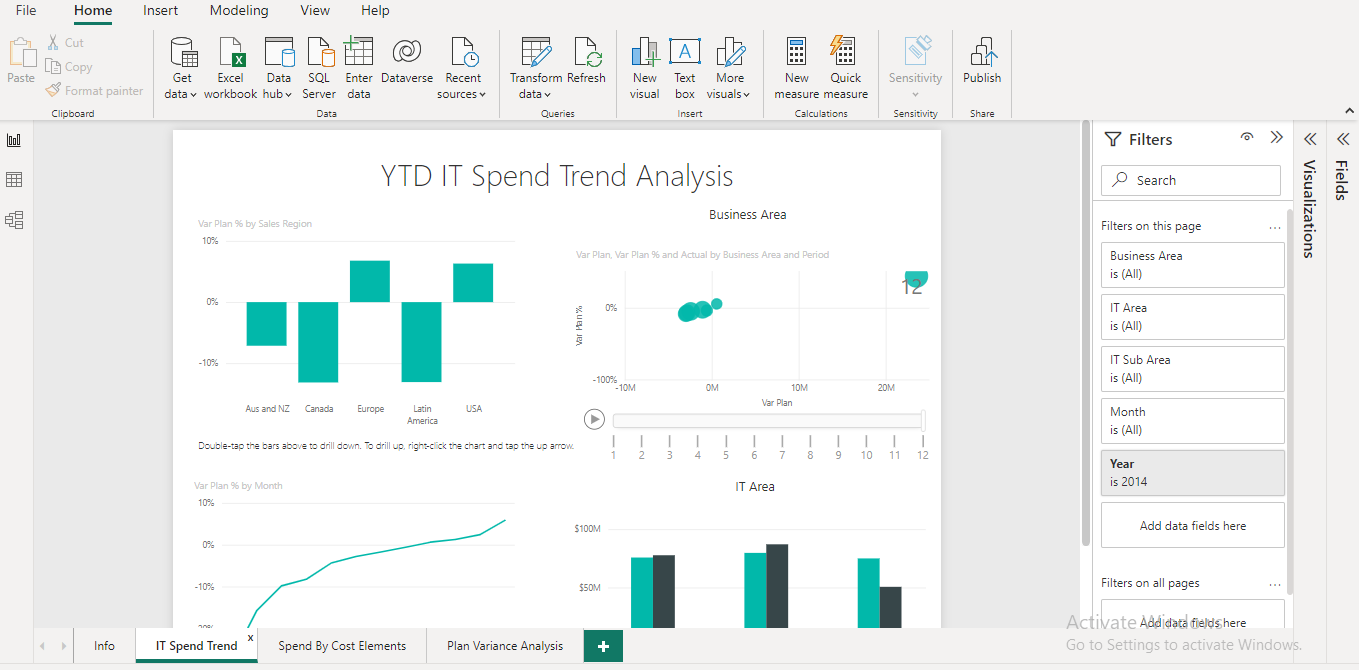 File Home Insert Modeling View Help
Paste
Cut
Copy
Format painter
Clipboard
Get data
Excel workbook
Data hub
SQL Server
Enter data
Dataverse
Recent sources
Data
Transform data
Refresh
Queries
New visual
Text box
More visuals
Insert
New measure
Quick measure
Calculations
Sensitivity
Sensitivity
Publish
Share
YTD IT Spend Trend Analysis
Var Plan % by Sales Region
10%
0%
-10%
Aus and NZ Canada Europe Latin America USA
Double-tap the bars above to drill down. To drill up, right-click the chart and tap the up arrow.
Business Area
Var Plan, Var Plan % and Actual by Business Area and Period
12
Var Plan %
0%
-100%
-10M 0M 10M 20M
Var Plan
1 2 3 4 5 6 7 8 9 10 11 12
Var Plan % by Month
10%
0%
-10%
-20%
IT Area
$100M
$50M
Filters
Search
Filters on this page ...
Business Area
is (All)
IT Area
is (All)
IT Sub Area
is (All)
Month
is (All)
Year
is 2014
Add data fields here
Filters on all pages ...
Add data fields here
Visualizations
Fields
Info
IT Spend Trend x
Spend By Cost Elements
Plan Variance Analysis
+
Activate Windows
Go to Settings to activate Windows.